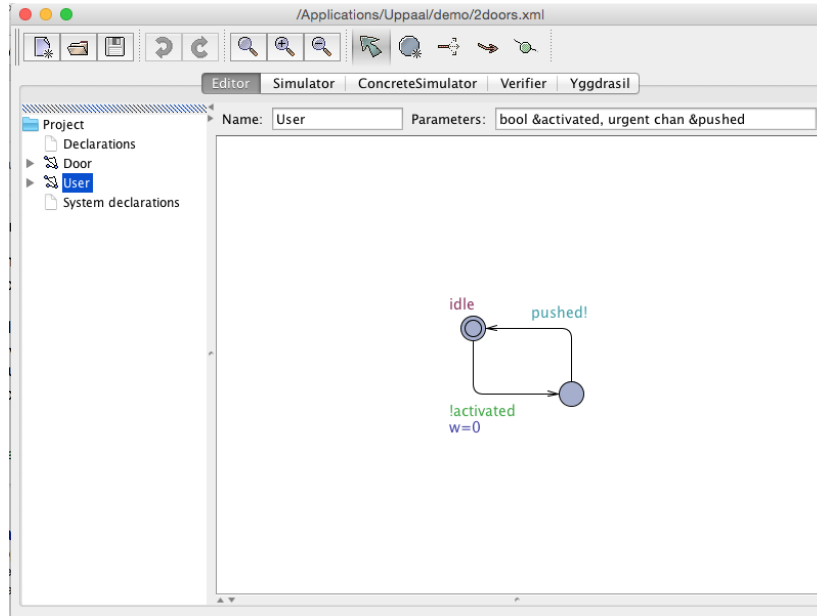 /Applications/Uppaal/demo/2doors.xml
Editor Simulator ConcreteSimulator Verifier Yggdrasil
Project
Declarations
Door
User
System declarations
Name: User Parameters: bool &activated, urgent chan &pushed
idle
pushed!
!activated
w=0